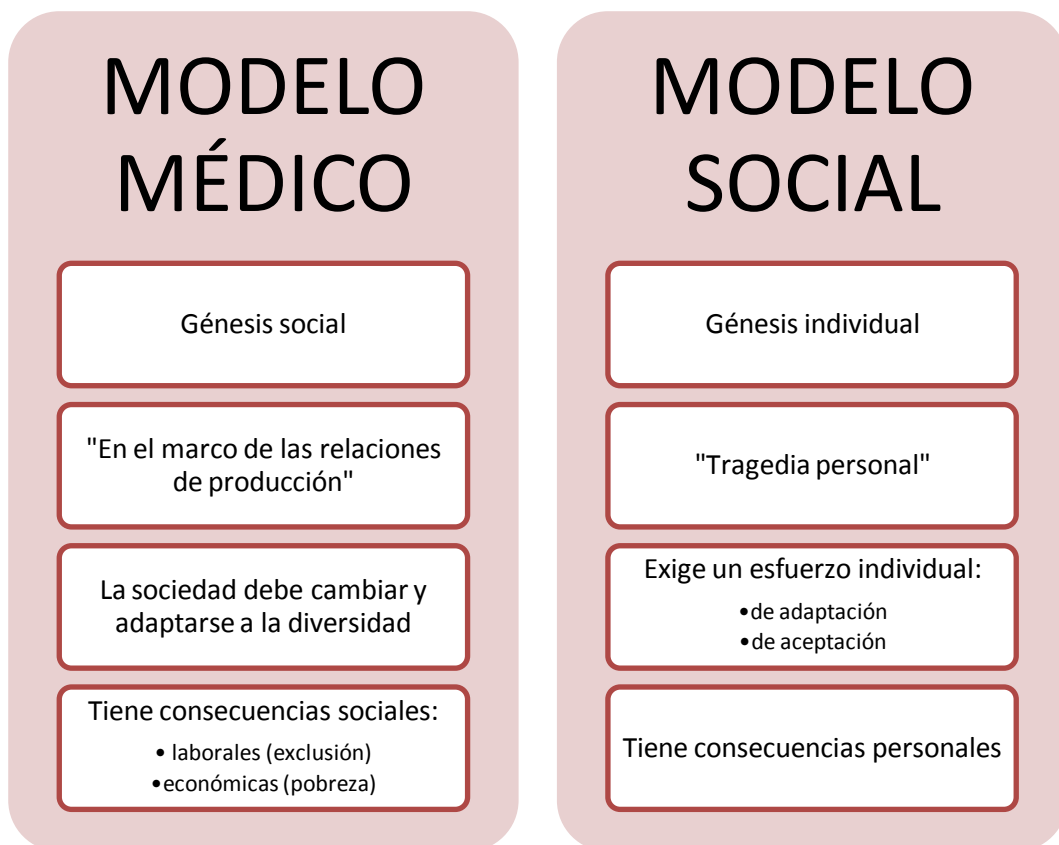 MODELO
MÉDICO
Génesis social
"En el marco de las relaciones
de producción"
La sociedad debe cambiar y
adaptarse a la diversidad
Tiene consecuencias sociales:
• laborales (exclusión)
•económicas (pobreza)
MODELO
SOCIAL
Génesis individual
"Tragedia personal"
Exige un esfuerzo individual:
•de adaptación
•de aceptación
Tiene consecuencias personales